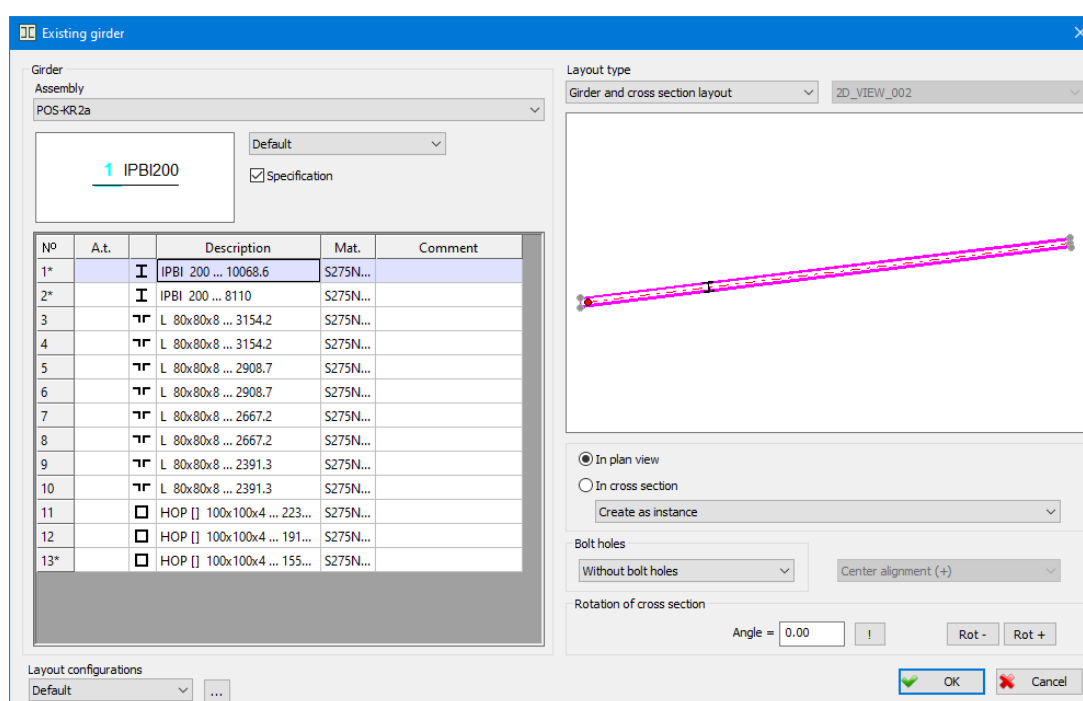 Existing girder
Girder
Assembly
POS-KR2a
1 IPBI200
Default
Specification
Nº A.t. Description Mat. Comment
1* IPBI 200 ... 10068.6 S275N...
2* IPBI 200 ... 8110 S275N...
3 L 80x80x8 ... 3154.2 S275N...
4 L 80x80x8 ... 3154.2 S275N...
5 L 80x80x8 ... 2908.7 S275N...
6 L 80x80x8 ... 2908.7 S275N...
7 L 80x80x8 ... 2667.2 S275N...
8 L 80x80x8 ... 2667.2 S275N...
9 L 80x80x8 ... 2391.3 S275N...
10 L 80x80x8 ... 2391.3 S275N...
11 HOP [] 100x100x4 ... 223... S275N...
12 HOP [] 100x100x4 ... 191... S275N...
13* HOP [] 100x100x4 ... 155... S275N...
Layout configurations
Default ...
Layout type
Girder and cross section layout 2D_VIEW_002
In plan view
In cross section
Create as instance
Bolt holes
Without bolt holes Center alignment (+)
Rotation of cross section
Angle = 0.00 ! Rot - Rot +
OK Cancel